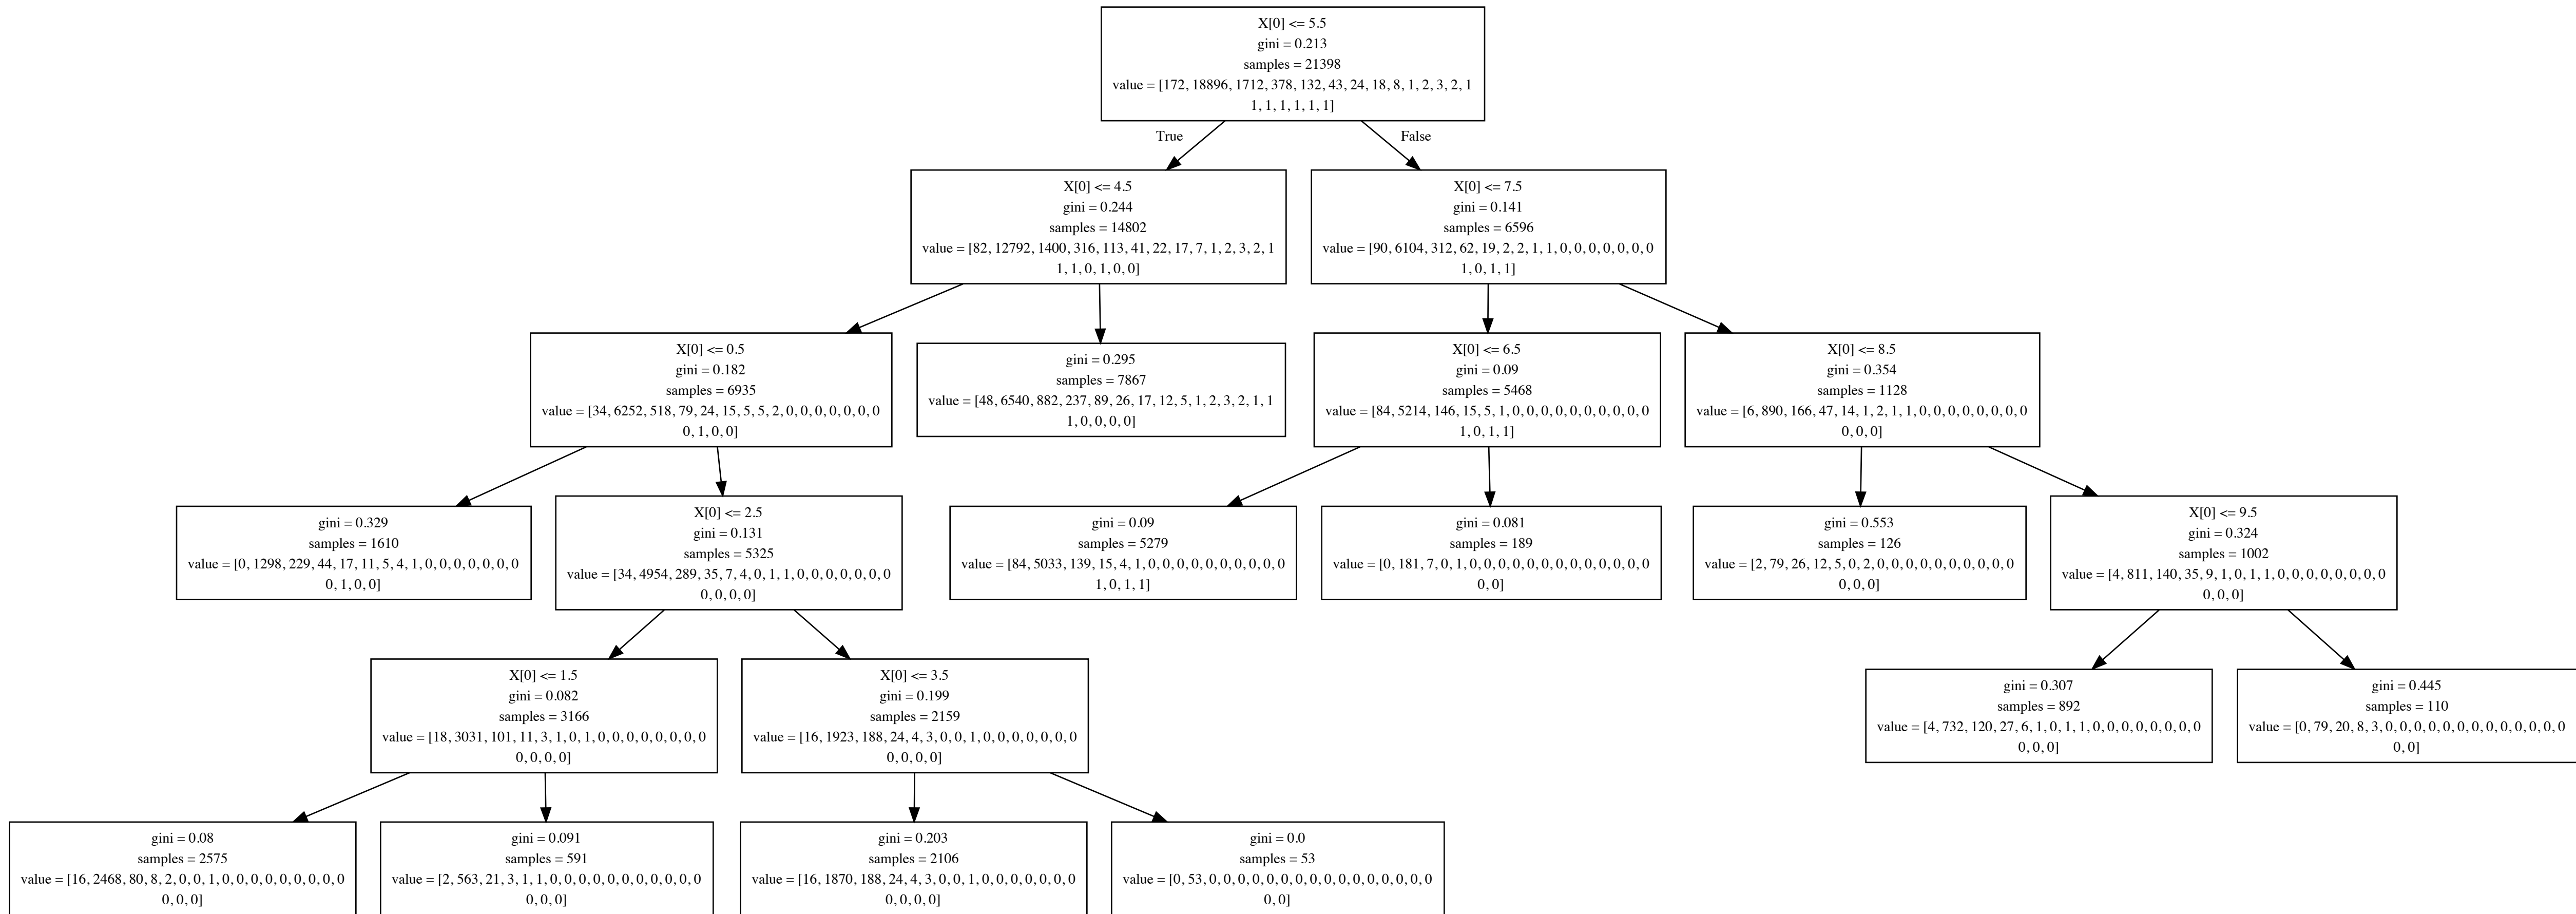 X[0] <= 5.5
gini = 0.213
samples = 21398
value = [172, 18896, 1712, 378, 132, 43, 24, 18, 8, 1, 2, 3, 2, 1
1, 1, 1, 1, 1, 1]
True
False
X[0] <= 4.5
gini = 0.244
samples = 14802
value = [82, 12792, 1400, 316, 113, 41, 22, 17, 7, 1, 2, 3, 2, 1
1, 1, 0, 1, 0, 0]
X[0] <= 7.5
gini = 0.141
samples = 6596
value = [90, 6104, 312, 62, 19, 2, 2, 1, 1, 0, 0, 0, 0, 0, 0, 0
1, 0, 1, 1]
X[0] <= 0.5
gini = 0.182
samples = 6935
value = [34, 6252, 518, 79, 24, 15, 5, 5, 2, 0, 0, 0, 0, 0, 0, 0
0, 1, 0, 0]
gini = 0.295
samples = 7867
value = [48, 6540, 882, 237, 89, 26, 17, 12, 5, 1, 2, 3, 2, 1, 1
1, 0, 0, 0, 0]
X[0] <= 6.5
gini = 0.09
samples = 5468
value = [84, 5214, 146, 15, 5, 1, 0, 0, 0, 0, 0, 0, 0, 0, 0, 0
1, 0, 1, 1]
X[0] <= 8.5
gini = 0.354
samples = 1128
value = [6, 890, 166, 47, 14, 1, 2, 1, 1, 0, 0, 0, 0, 0, 0, 0, 0
0, 0, 0]
gini = 0.329
samples = 1610
value = [0, 1298, 229, 44, 17, 11, 5, 4, 1, 0, 0, 0, 0, 0, 0, 0
0, 1, 0, 0]
X[0] <= 2.5
gini = 0.131
samples = 5325
value = [34, 4954, 289, 35, 7, 4, 0, 1, 1, 0, 0, 0, 0, 0, 0, 0
0, 0, 0, 0]
gini = 0.09
samples = 5279
value = [84, 5033, 139, 15, 4, 1, 0, 0, 0, 0, 0, 0, 0, 0, 0, 0
1, 0, 1, 1]
gini = 0.081
samples = 189
value = [0, 181, 7, 0, 1, 0, 0, 0, 0, 0, 0, 0, 0, 0, 0, 0, 0, 0
0, 0]
gini = 0.553
samples = 126
value = [2, 79, 26, 12, 5, 0, 2, 0, 0, 0, 0, 0, 0, 0, 0, 0, 0
0, 0, 0]
X[0] <= 9.5
gini = 0.324
samples = 1002
value = [4, 811, 140, 35, 9, 1, 0, 1, 1, 0, 0, 0, 0, 0, 0, 0, 0
0, 0, 0]
X[0] <= 1.5
gini = 0.082
samples = 3166
value = [18, 3031, 101, 11, 3, 1, 0, 1, 0, 0, 0, 0, 0, 0, 0, 0
0, 0, 0, 0]
X[0] <= 3.5
gini = 0.199
samples = 2159
value = [16, 1923, 188, 24, 4, 3, 0, 0, 1, 0, 0, 0, 0, 0, 0, 0
0, 0, 0, 0]
gini = 0.307
samples = 892
value = [4, 732, 120, 27, 6, 1, 0, 1, 1, 0, 0, 0, 0, 0, 0, 0, 0
0, 0, 0]
gini = 0.445
samples = 110
value = [0, 79, 20, 8, 3, 0, 0, 0, 0, 0, 0, 0, 0, 0, 0, 0, 0, 0
0, 0]
gini = 0.08
samples = 2575
value = [16, 2468, 80, 8, 2, 0, 0, 1, 0, 0, 0, 0, 0, 0, 0, 0, 0
0, 0, 0]
gini = 0.091
samples = 591
value = [2, 563, 21, 3, 1, 1, 0, 0, 0, 0, 0, 0, 0, 0, 0, 0, 0
0, 0, 0]
gini = 0.203
samples = 2106
value = [16, 1870, 188, 24, 4, 3, 0, 0, 1, 0, 0, 0, 0, 0, 0, 0
0, 0, 0, 0]
gini = 0.0
samples = 53
value = [0, 53, 0, 0, 0, 0, 0, 0, 0, 0, 0, 0, 0, 0, 0, 0, 0, 0
0, 0]